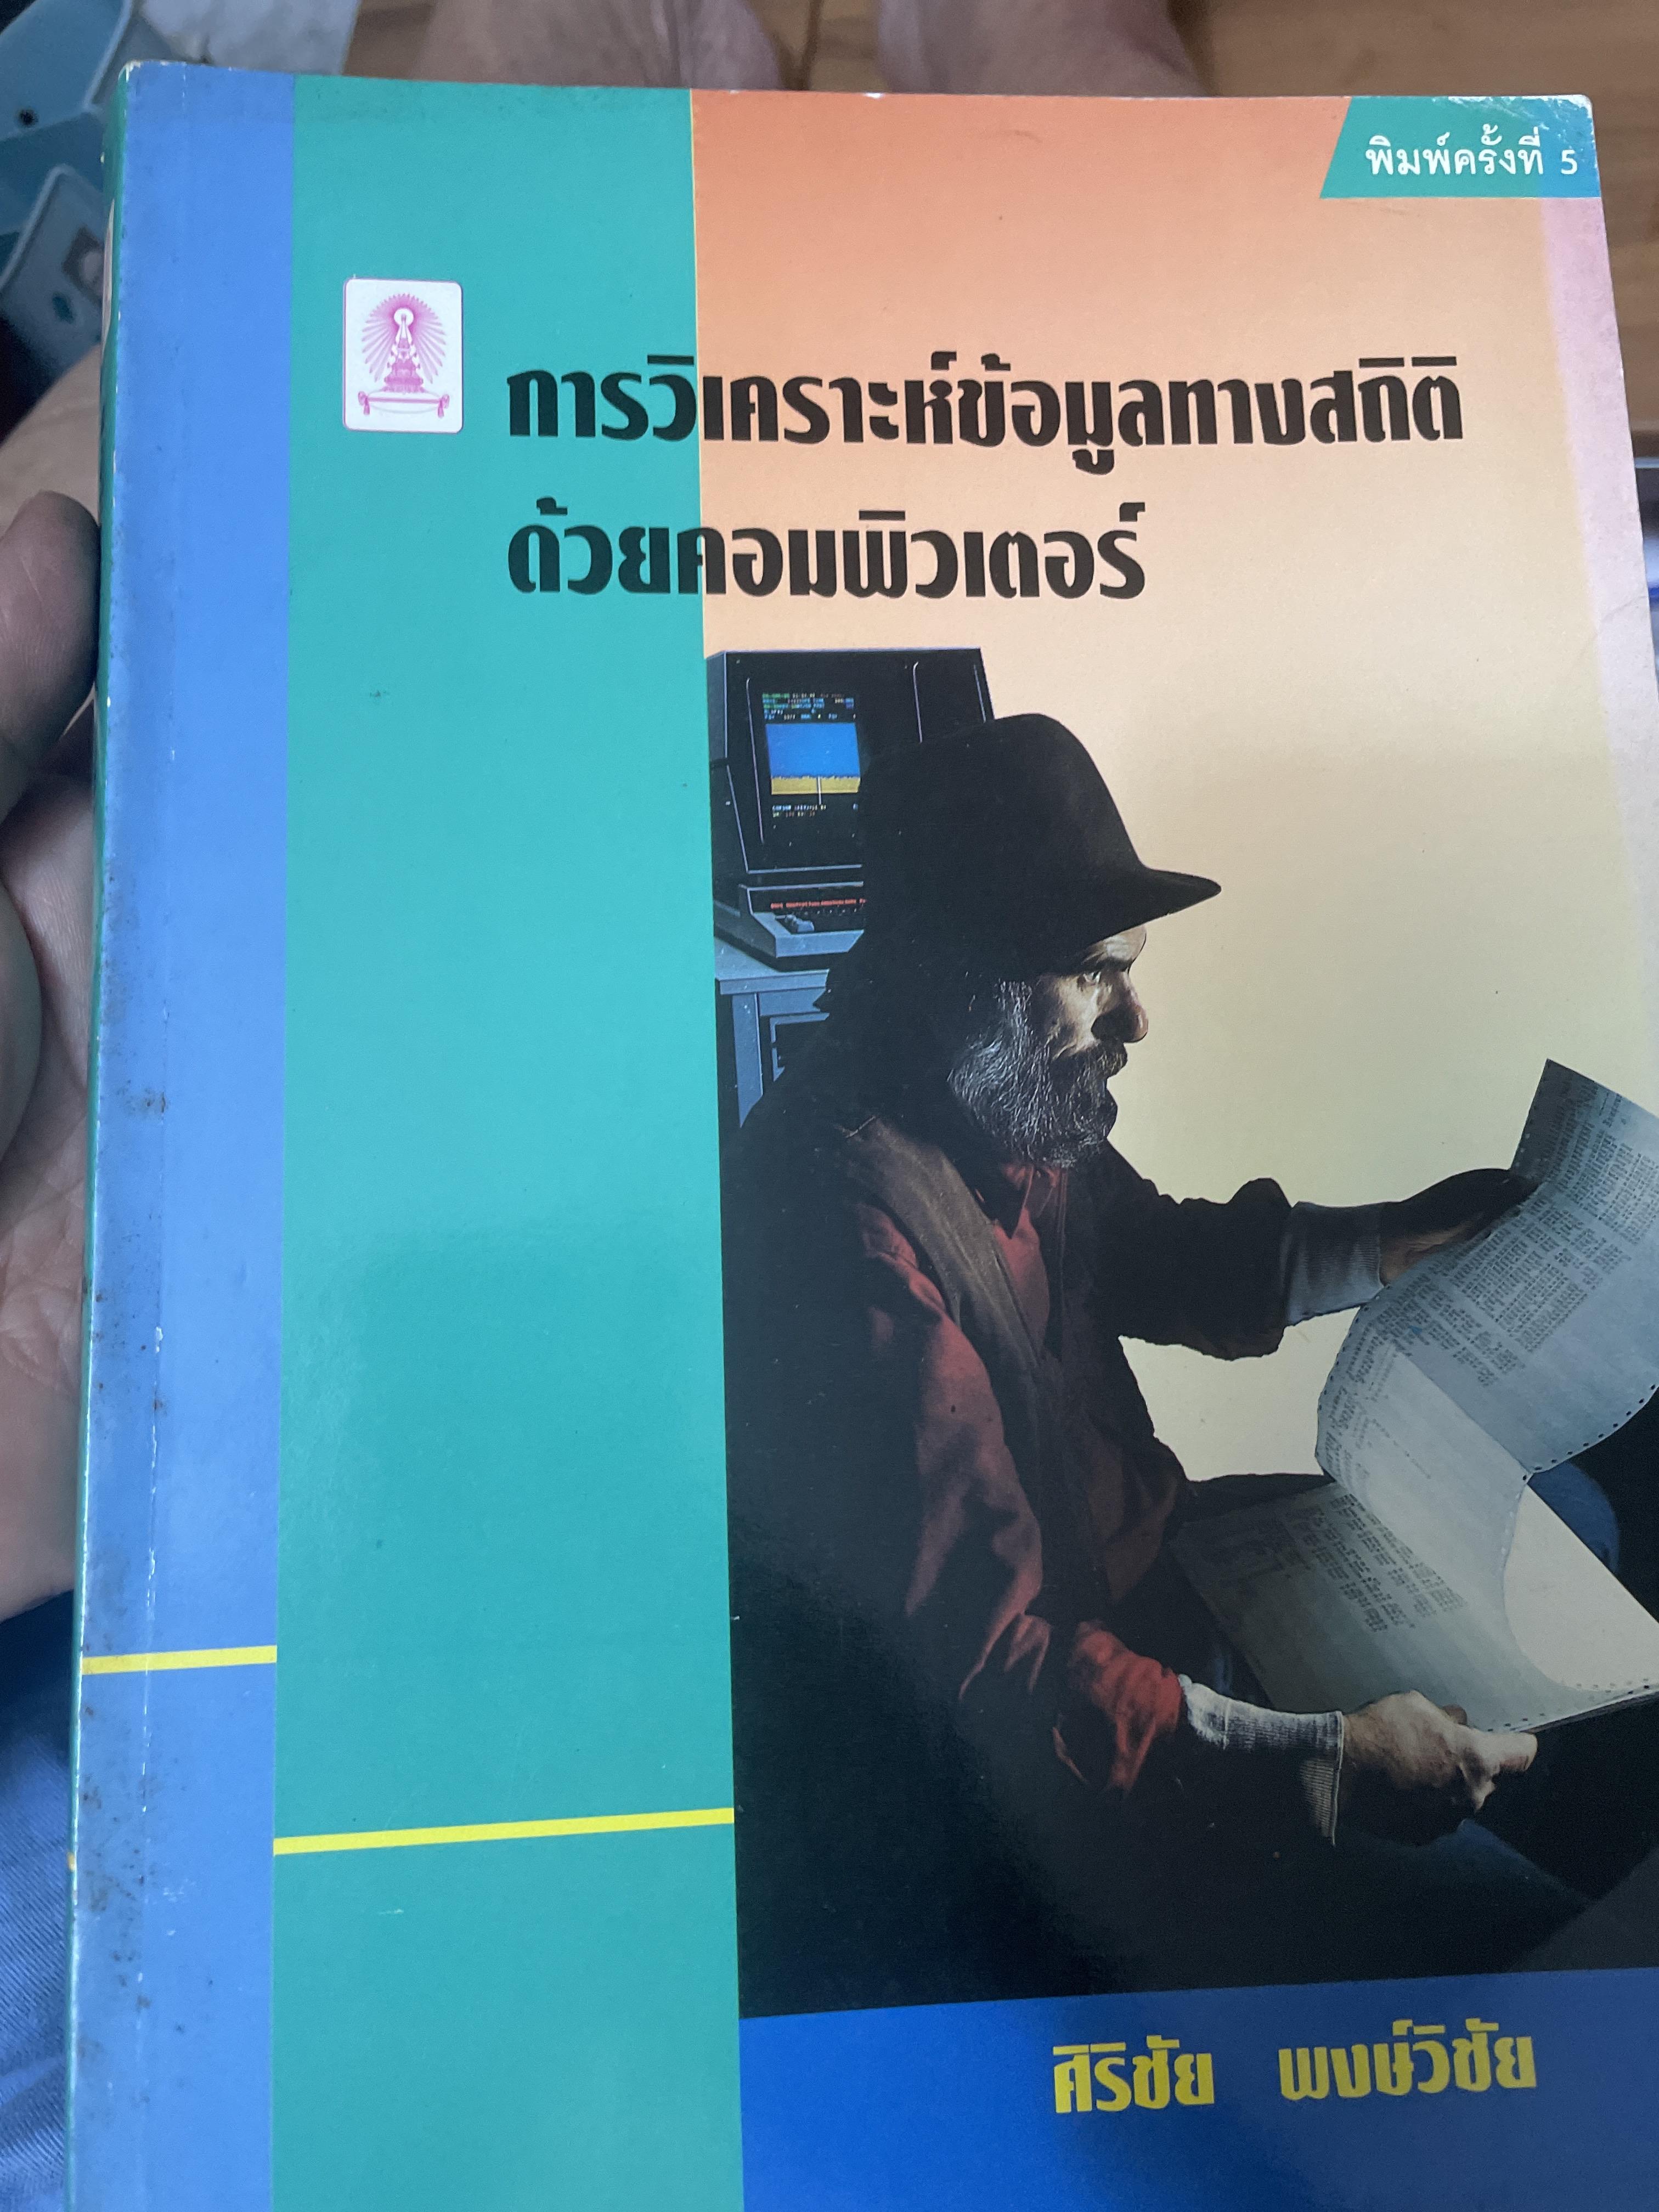 พิมพ์ครั้งที่ 5
การวิเคราะห์ข้อมูลทางสถิติ
ด้วยคอมพิวเตอร์
ศิริชัย พงษ์วิชัย